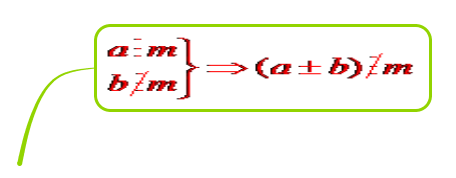 a ⋮ m
b ⋮̸ m } ⇒ (a ± b) ⋮̸ m